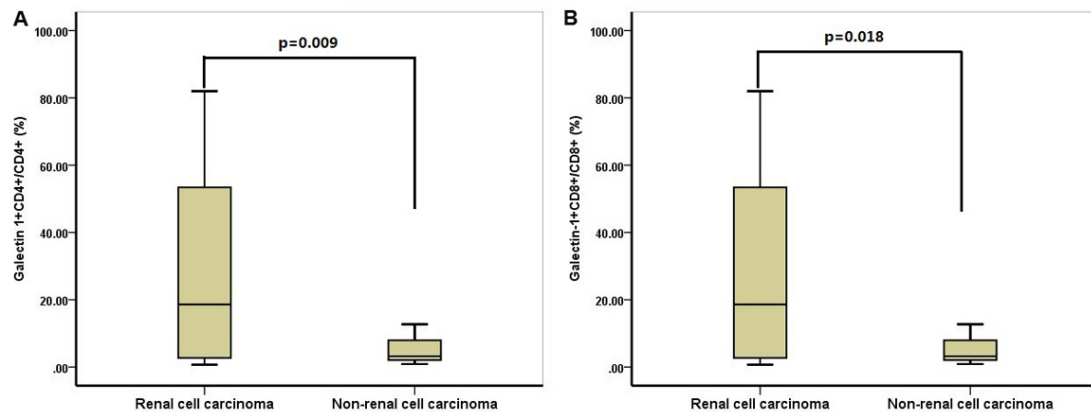 A
p=0.009
100.00
80.00
60.00
40.00
20.00
.00
Galectin 1+CD4+/CD4+ (%)
Renal cell carcinoma
Non-renal cell carcinoma
B
p=0.018
100.00
80.00
60.00
40.00
20.00
.00
Galectin-1+CD8+/CD8+ (%)
Renal cell carcinoma
Non-renal cell carcinoma